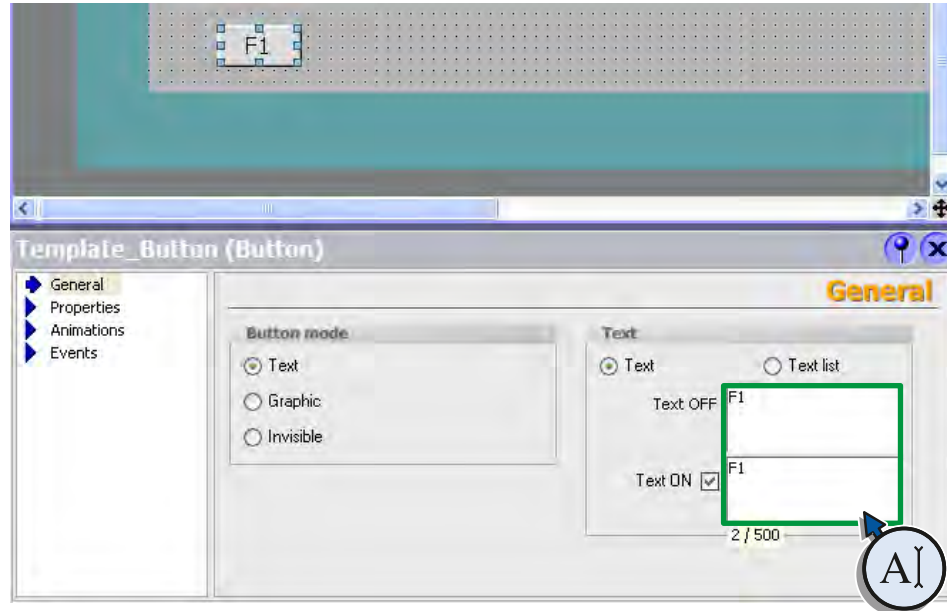 F1
Template_Button (Button)
General
Properties
Animations
Events
General
Button mode
Text
Graphic
Invisible
Text
Text
Text list
Text OFF
F1
Text ON
F1
2 / 500
A